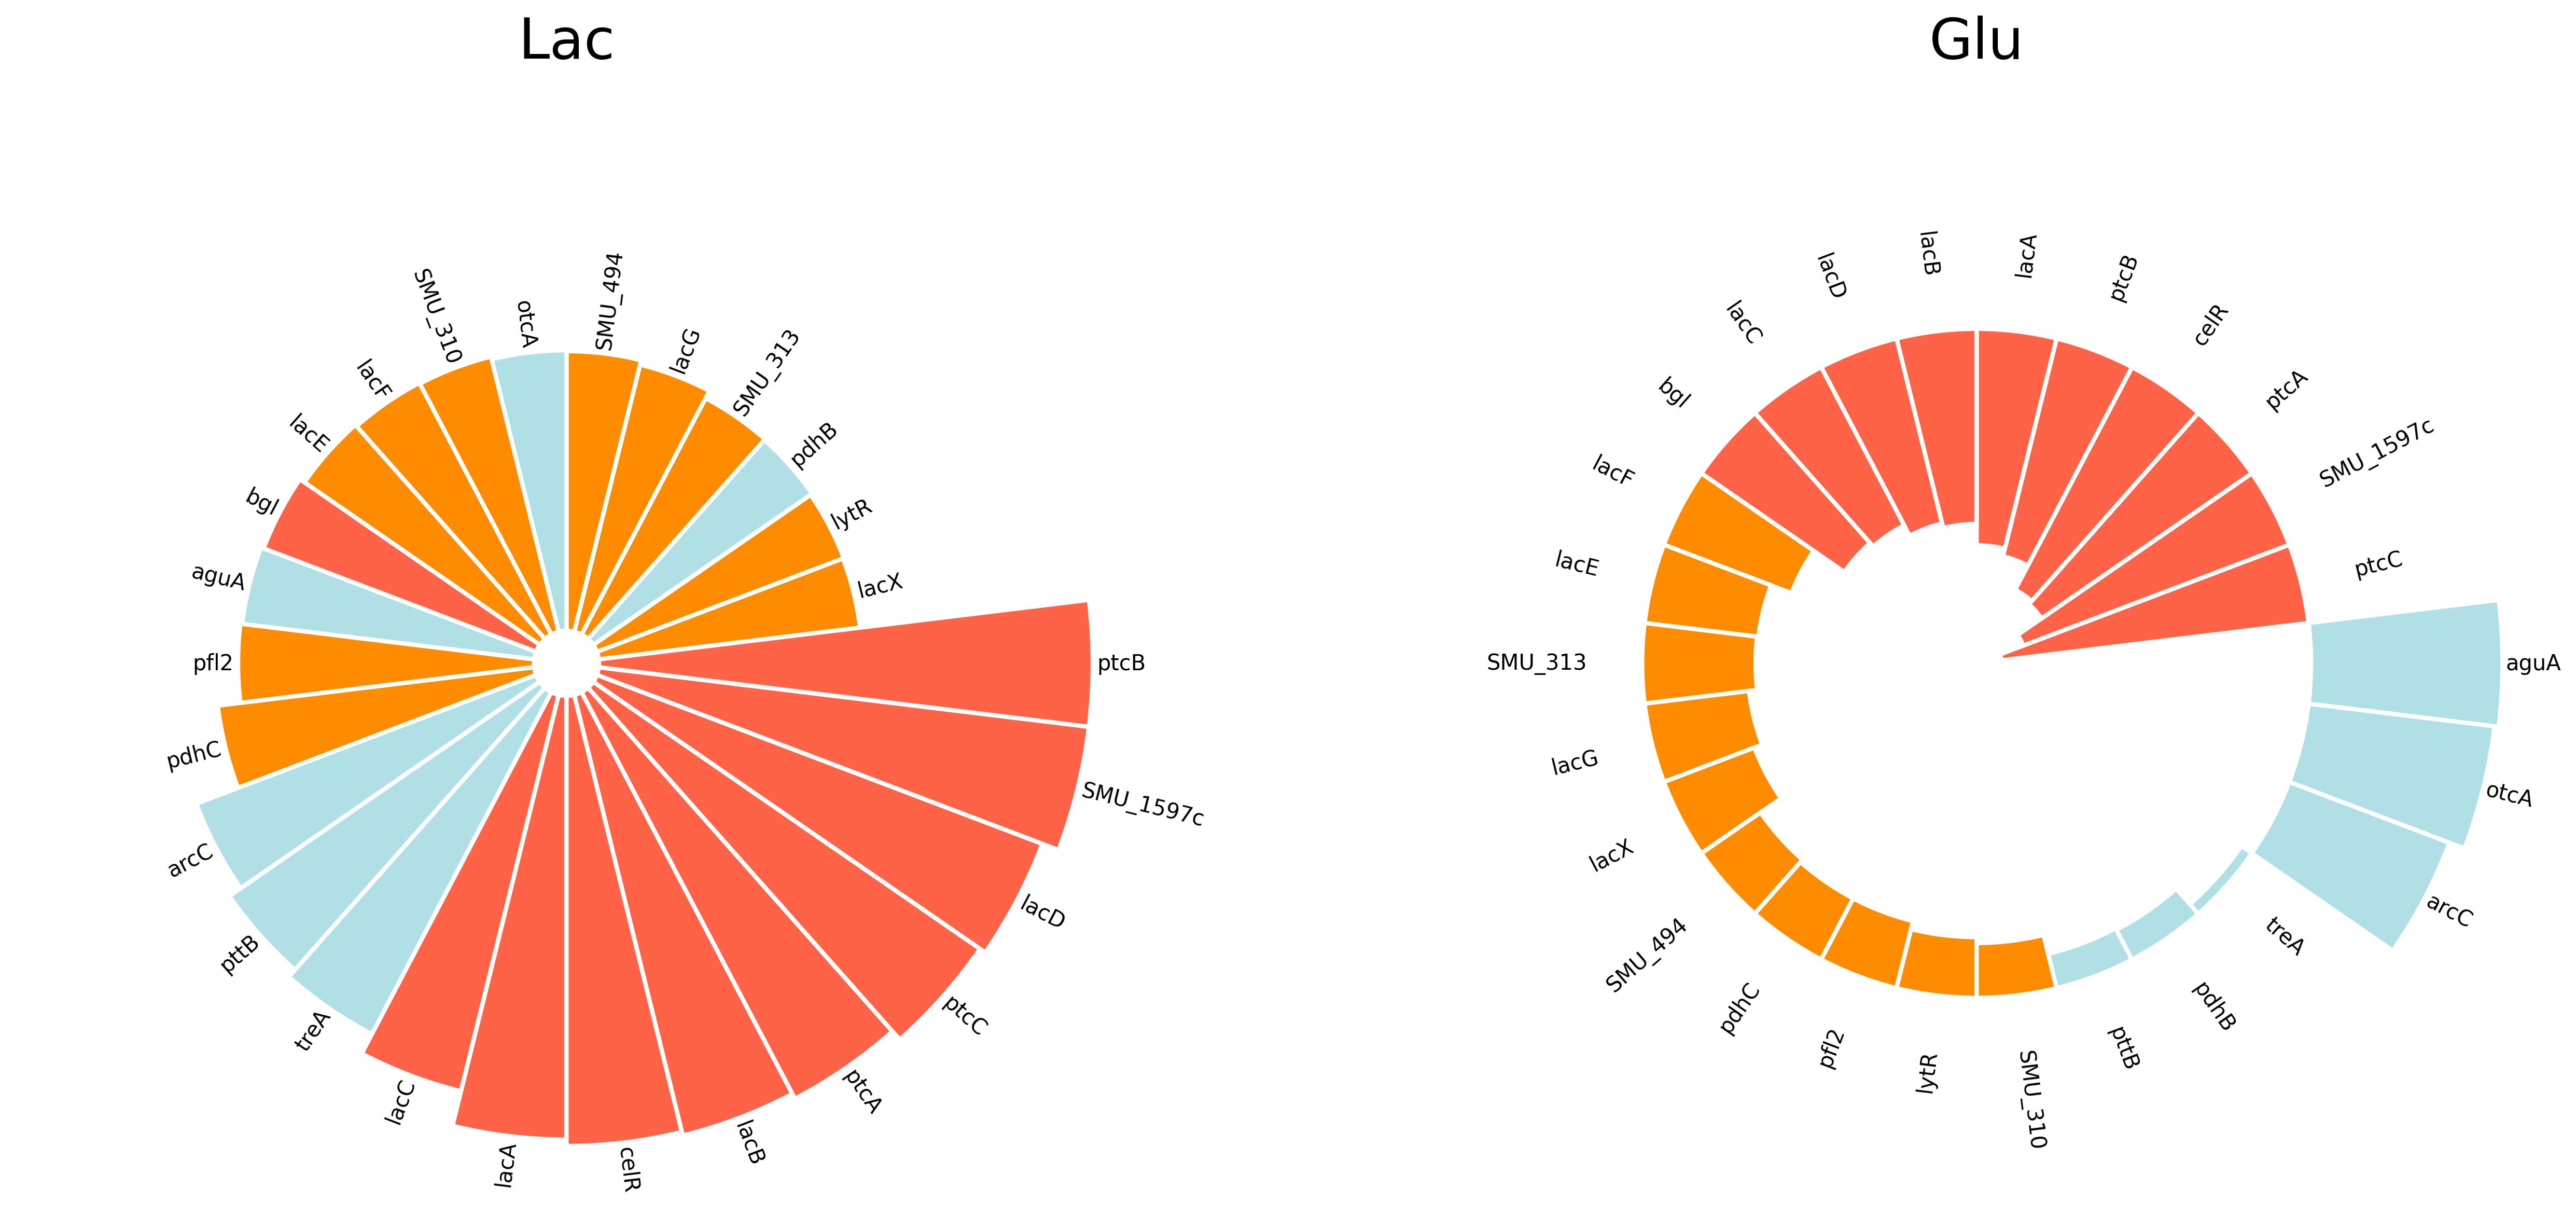 Lac
SMU_494
lacG
SMU_313
pdhB
lytR
lacX
ptcB
SMU_1597c
lacD
ptcC
ptcA
lacB
celR
lacA
lacC
treA
pttB
arcC
pdhC
pfl2
aguA
bgl
lacE
lacF
SMU_310
otcA
Glu
lacA
ptcB
celR
ptcA
SMU_1597c
ptcC
aguA
otcA
arcC
treA
pdhB
pttB
SMU_310
lytR
pfl2
pdhC
SMU_494
lacX
lacG
SMU_313
lacE
lacF
bgl
lacC
lacD
lacB